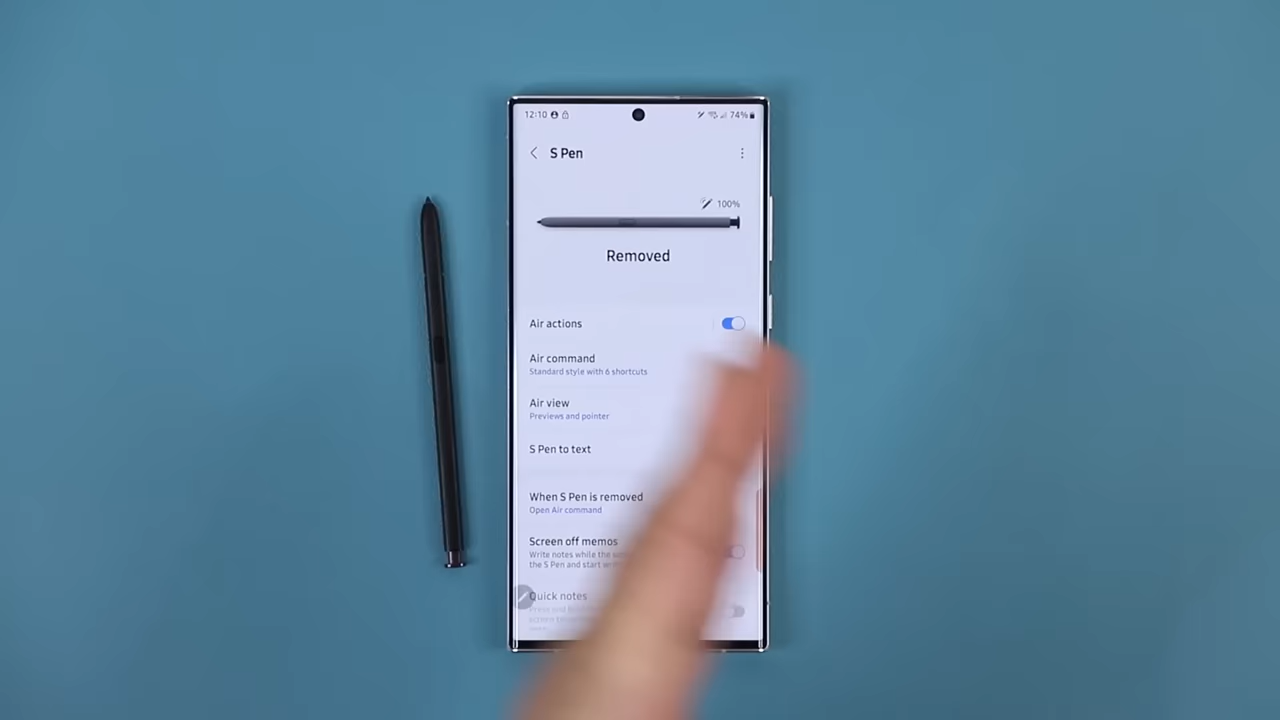 12:10
74%
S Pen
100%
Removed
Air actions
Air command
Standard style with 6 shortcuts
Air view
Previews and pointer
S Pen to text
When S Pen is removed
Open Air command
Screen off memos
Write notes while the
the S Pen and start
Quick notes